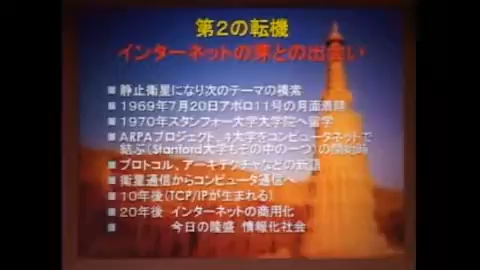 第2の転機
インターネットの芽との出会い
静止衛星になり次のテーマの模索
1969年7月20日アポロ11号の月面着陸
1970年スタンフォード大学大学院へ留学
ARPAプロジェクト、4大学をコンピュータネットで
結ぶ(Stanford大学もその中の一つ)の開始時
プロトコル、アーキテクチャなどの新語
衛星通信からコンピュータ通信へ
10年後(TCP/IPが生まれる)
20年後 インターネットの商用化
今日の隆盛 情報化社会